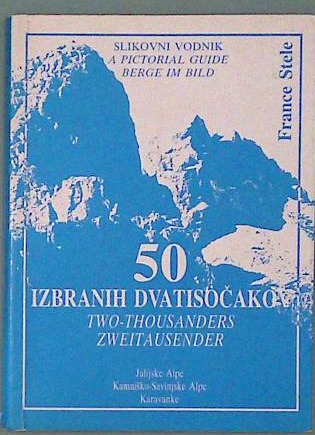 SLIKOVNI VODNIK
A PICTORIAL GUIDE
BERGE IM BILD
France Stele
50
IZBRANIH DVATISOČAKOV
TWO-THOUSANDERS
ZWEITAUSENDER
Julijske Alpe
Kamniško-Savinjske Alpe
Karavanke